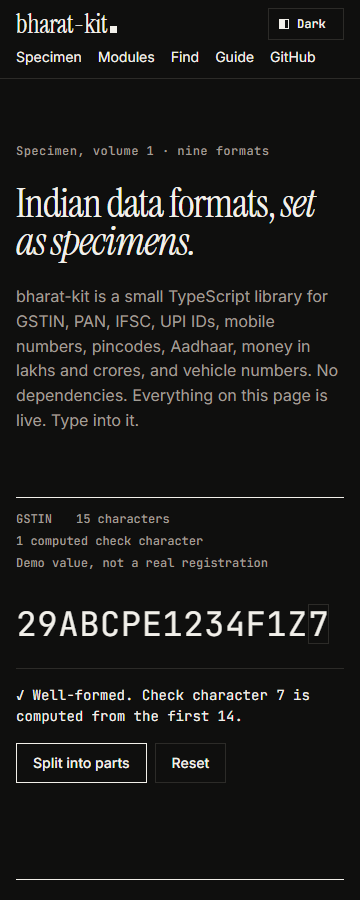 bharat-kit
Dark
Specimen Modules Find Guide GitHub
Specimen, volume 1 · nine formats
Indian data formats, set
as specimens.
bharat-kit is a small TypeScript library for
GSTIN, PAN, IFSC, UPI IDs, mobile
numbers, pincodes, Aadhaar, money in
lakhs and crores, and vehicle numbers. No
dependencies. Everything on this page is
live. Type into it.
GSTIN 15 characters
1 computed check character
Demo value, not a real registration
29ABCPE1234F1Z7
✓ Well-formed. Check character 7 is
computed from the first 14.
Split into parts Reset